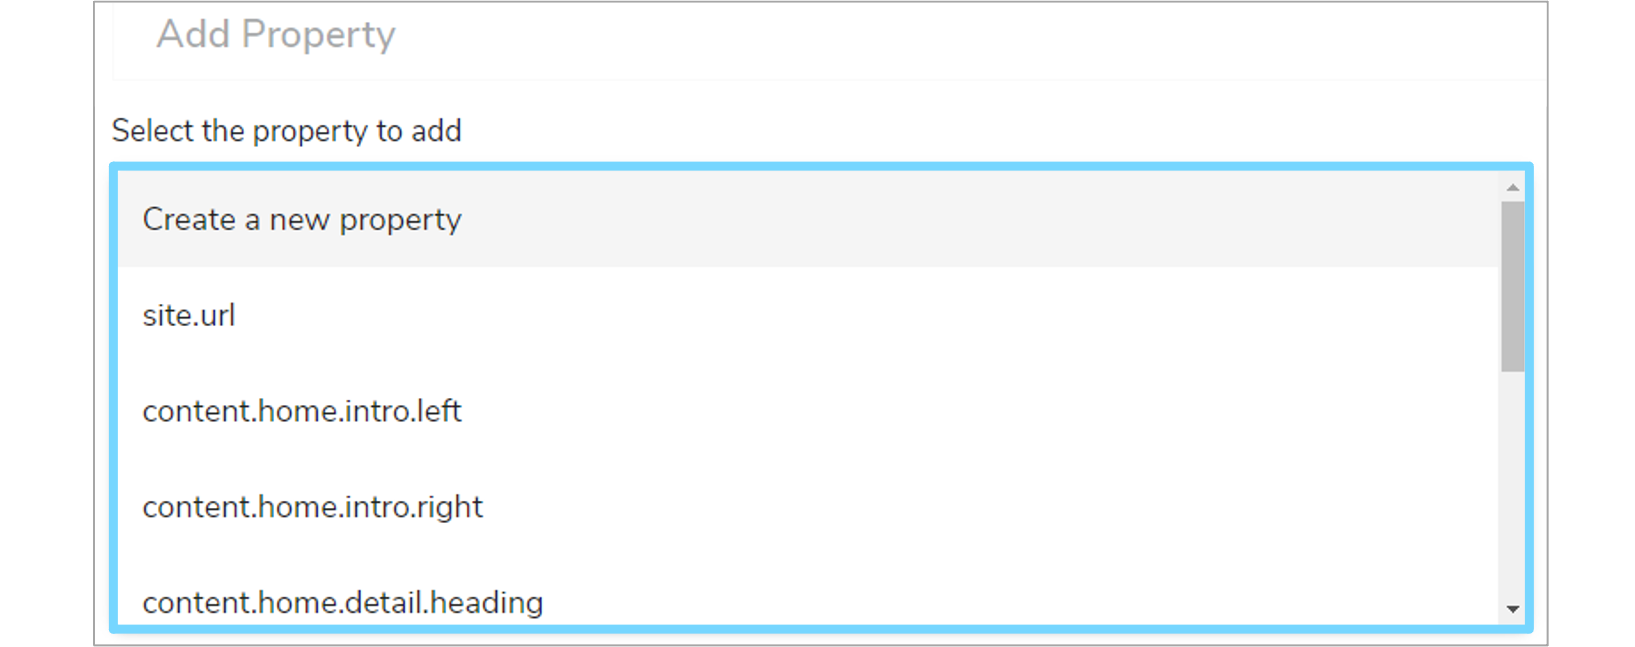 Add Property
Select the property to add
Create a new property
site.url
content.home.intro.left
content.home.intro.right
content.home.detail.heading